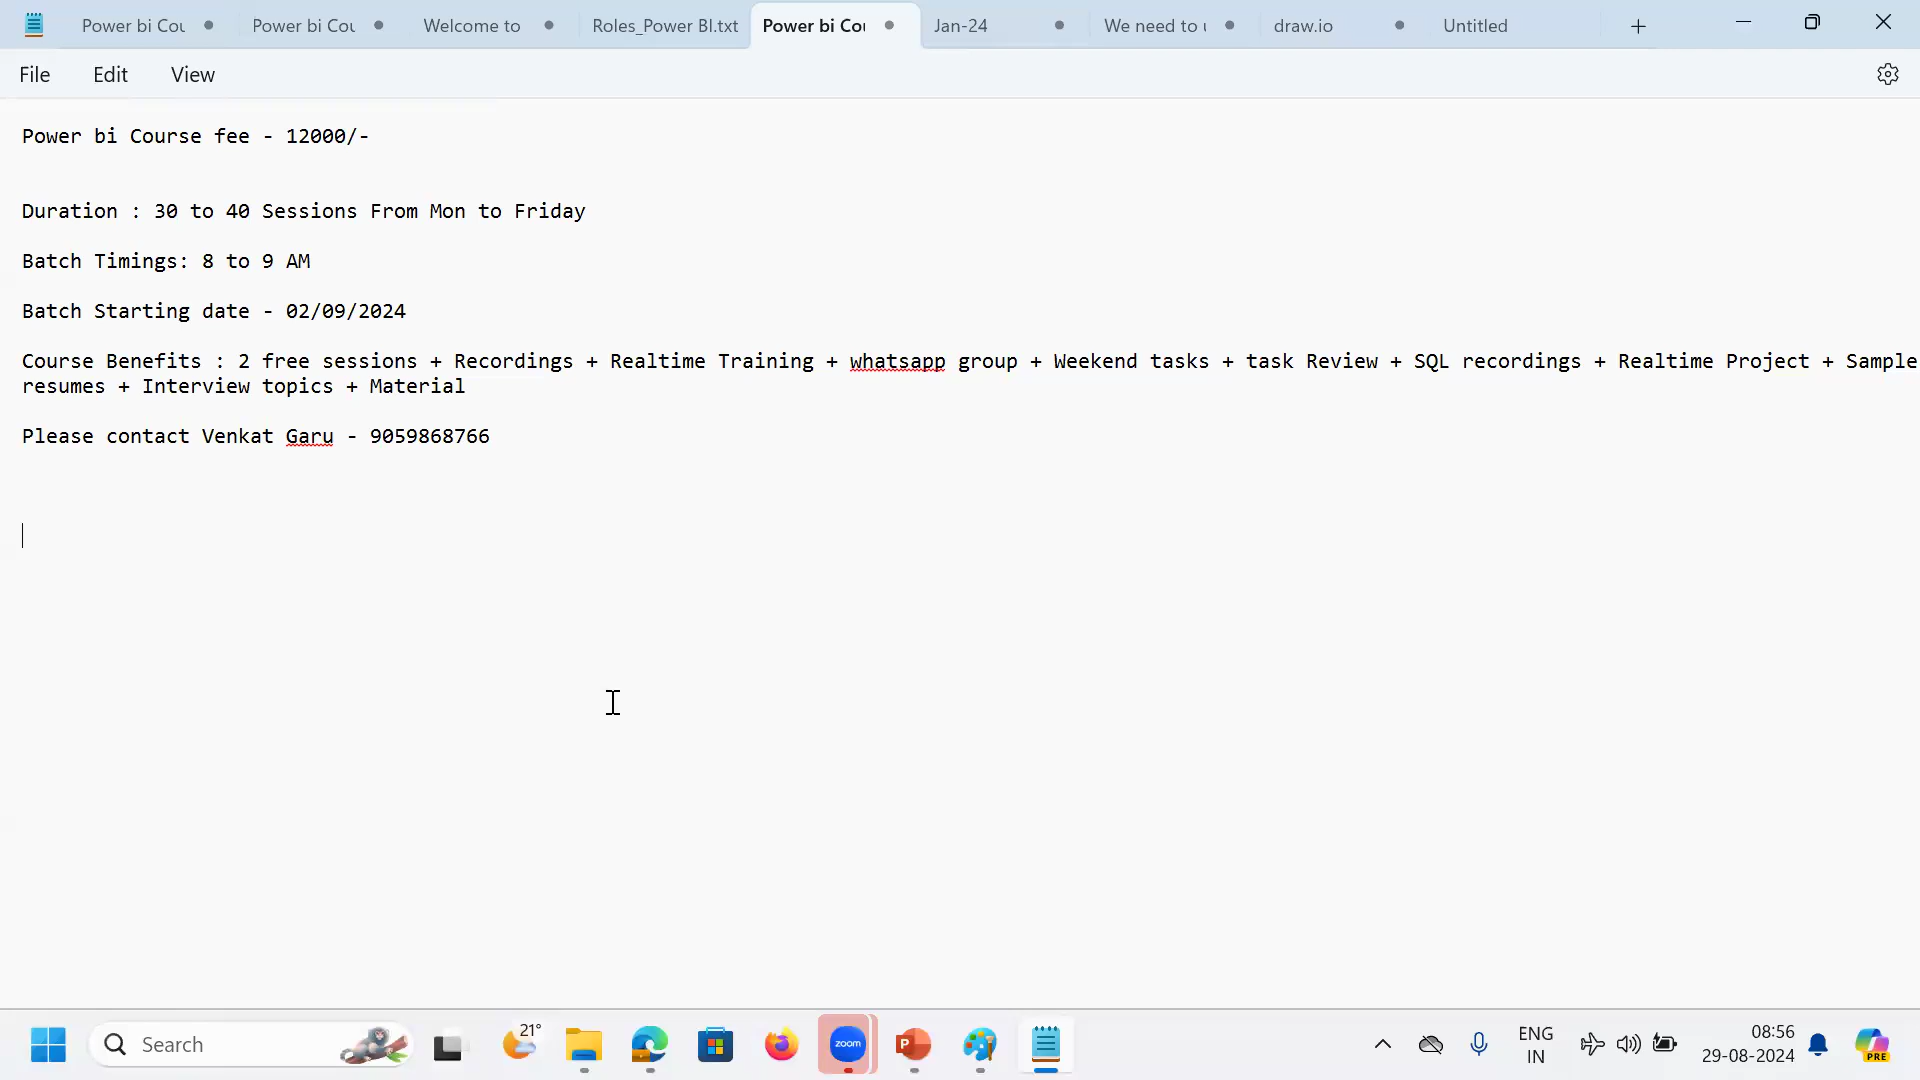 Power bi Cou
Power bi Cou
Welcome to
Roles_Power BI.txt
Power bi Cou
Jan-24
We need to u
draw.io
Untitled
File
Edit
View
Power bi Course fee - 12000/-
Duration : 30 to 40 Sessions From Mon to Friday
Batch Timings: 8 to 9 AM
Batch Starting date - 02/09/2024
Course Benefits : 2 free sessions + Recordings + Realtime Training + whatsapp group + Weekend tasks + task Review + SQL recordings + Realtime Project + Sample
resumes + Interview topics + Material
Please contact Venkat Garu - 9059868766
Search
21°
zoom
ENG
IN
08:56
29-08-2024
PRE